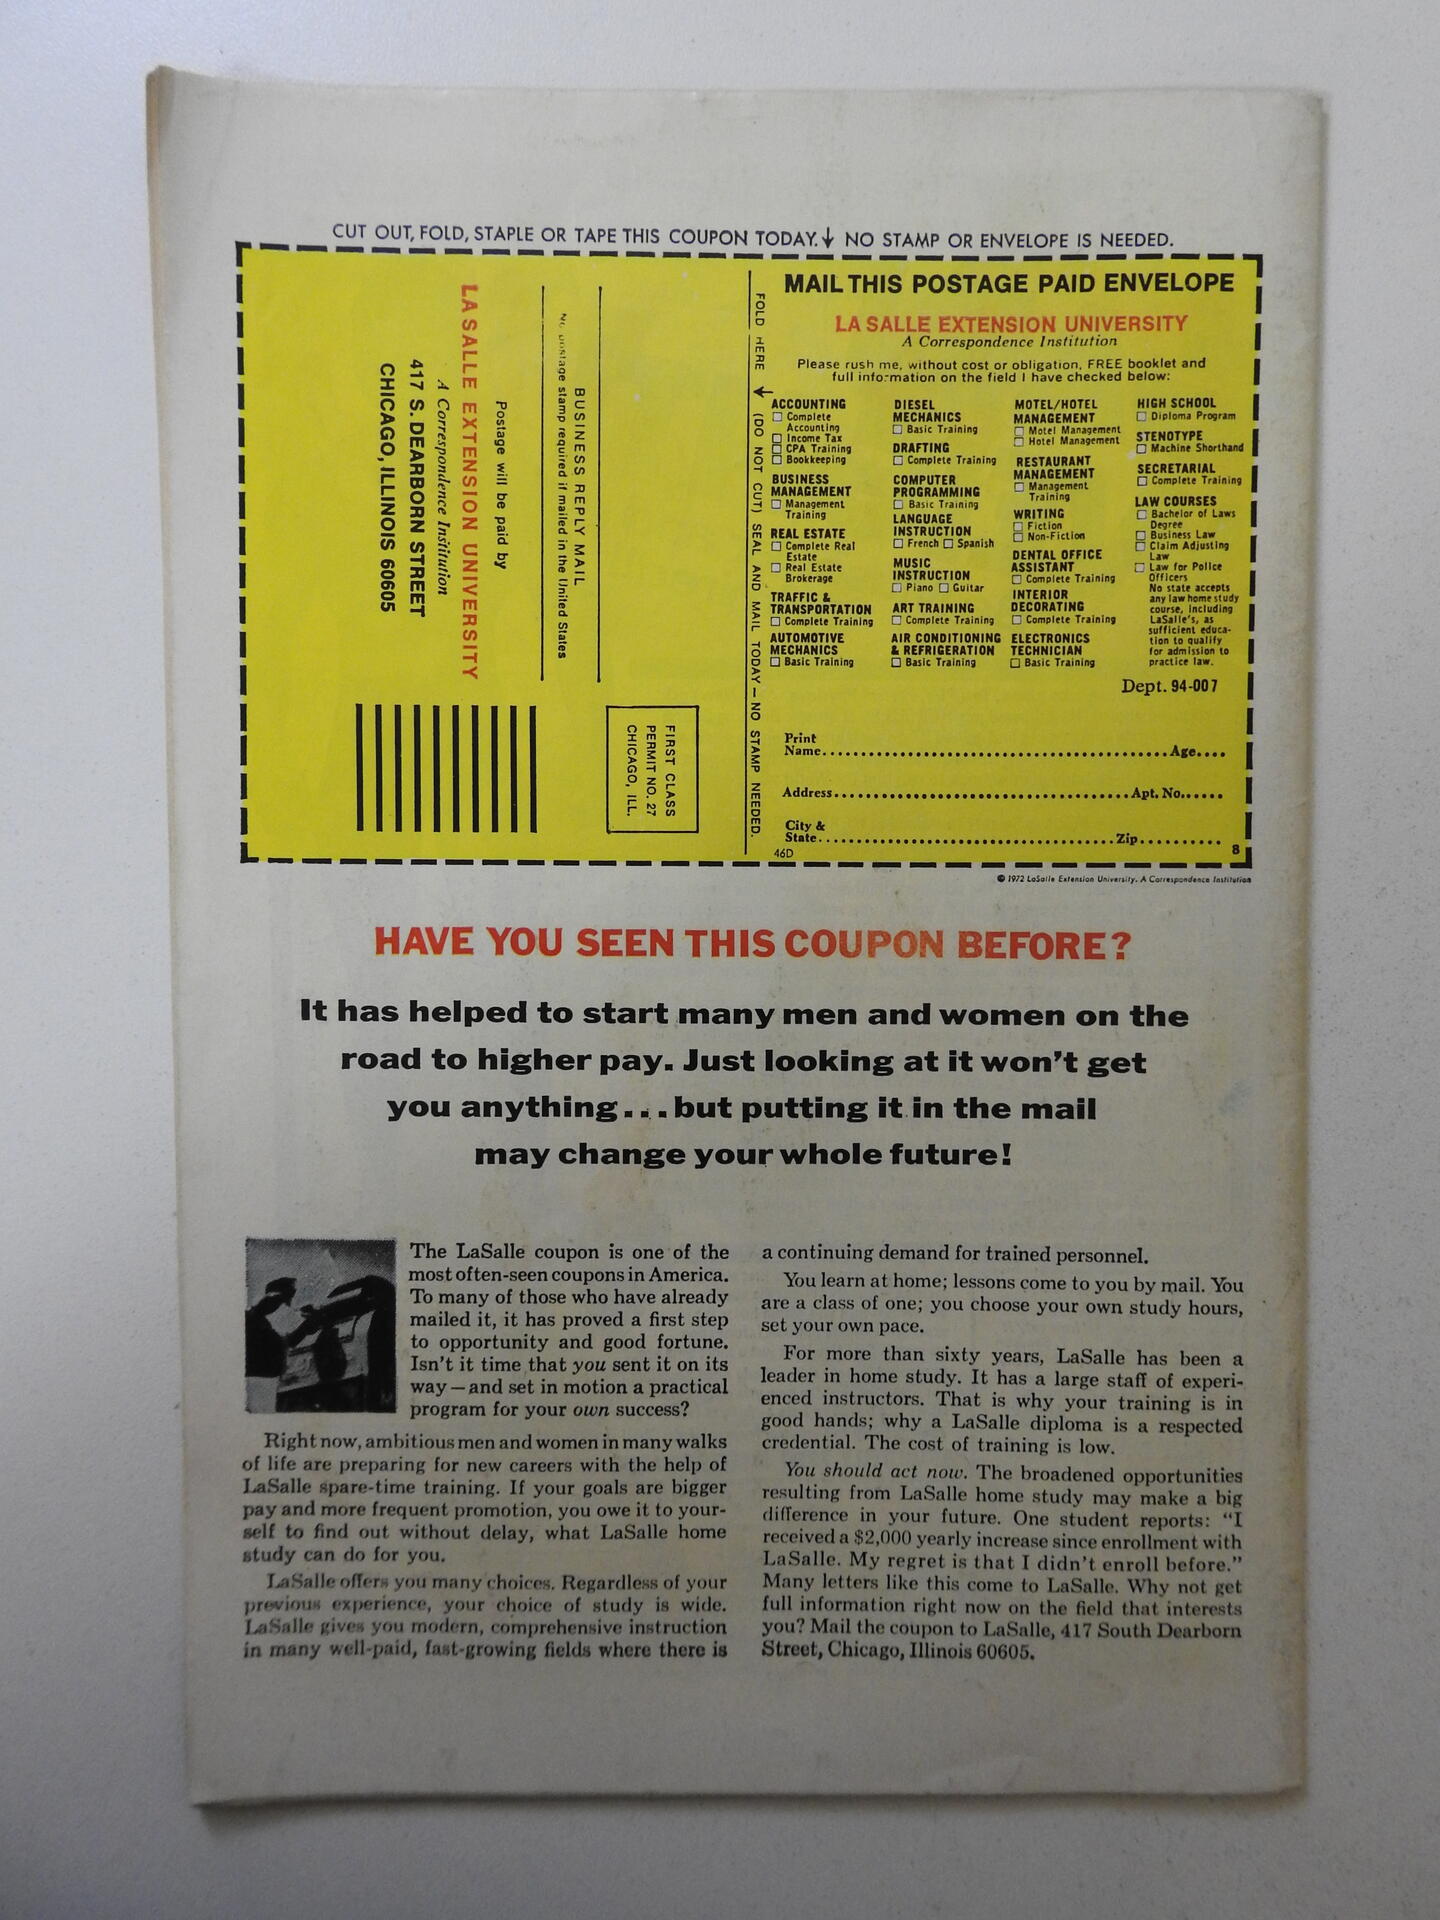 CUT OUT, FOLD, STAPLE OR TAPE THIS COUPON TODAY. ↓ NO STAMP OR ENVELOPE IS NEEDED.
FIRST CLASS
PERMIT NO. 27
CHICAGO, ILL.
BUSINESS REPLY MAIL
No postage stamp required if mailed in the United States
Postage will be paid by
LA SALLE EXTENSION UNIVERSITY
A Correspondence Institution
417 S. DEARBORN STREET
CHICAGO, ILLINOIS 60605
FOLD HERE (DO NOT CUT) SEAL AND MAIL TODAY — NO STAMP NEEDED.
MAIL THIS POSTAGE PAID ENVELOPE
LA SALLE EXTENSION UNIVERSITY
A Correspondence Institution
Please rush me, without cost or obligation, FREE booklet and
full information on the field I have checked below:
ACCOUNTING
☐ Complete
Accounting
☐ Income Tax
☐ CPA Training
☐ Bookkeeping
BUSINESS
MANAGEMENT
☐ Management
Training
REAL ESTATE
☐ Complete Real
Estate
☐ Real Estate
Brokerage
TRAFFIC &
TRANSPORTATION
☐ Complete Training
AUTOMOTIVE
MECHANICS
☐ Basic Training
DIESEL
MECHANICS
☐ Basic Training
DRAFTING
☐ Complete Training
COMPUTER
PROGRAMMING
☐ Basic Training
LANGUAGE
INSTRUCTION
☐ French ☐ Spanish
MUSIC
INSTRUCTION
☐ Piano ☐ Guitar
ART TRAINING
☐ Complete Training
AIR CONDITIONING
& REFRIGERATION
☐ Basic Training
MOTEL/HOTEL
MANAGEMENT
☐ Motel Management
☐ Hotel Management
RESTAURANT
MANAGEMENT
☐ Management
Training
WRITING
☐ Fiction
☐ Non-Fiction
DENTAL OFFICE
ASSISTANT
☐ Complete Training
INTERIOR
DECORATING
☐ Complete Training
ELECTRONICS
TECHNICIAN
☐ Basic Training
HIGH SCHOOL
☐ Diploma Program
STENOTYPE
☐ Machine Shorthand
SECRETARIAL
☐ Complete Training
LAW COURSES
☐ Bachelor of Laws
Degree
☐ Business Law
☐ Claim Adjusting
Law
☐ Law for Police
Officers
No state accepts
any law home study
course, including
LaSalle's, as
sufficient educa-
tion to qualify
for admission to
practice law.
Dept. 94-007
Print
Name.......... Age....
Address.......... Apt. No......
City &
State.......... Zip..........
46D 8
© 1972 LaSalle Extension University. A Correspondence Institution
HAVE YOU SEEN THIS COUPON BEFORE?
It has helped to start many men and women on the
road to higher pay. Just looking at it won't get
you anything...but putting it in the mail
may change your whole future!
The LaSalle coupon is one of the
most often-seen coupons in America.
To many of those who have already
mailed it, it has proved a first step
to opportunity and good fortune.
Isn't it time that you sent it on its
way—and set in motion a practical
program for your own success?
Right now, ambitious men and women in many walks
of life are preparing for new careers with the help of
LaSalle spare-time training. If your goals are bigger
pay and more frequent promotion, you owe it to your-
self to find out without delay, what LaSalle home
study can do for you.
LaSalle offers you many choices. Regardless of your
previous experience, your choice of study is wide.
LaSalle gives you modern, comprehensive instruction
in many well-paid, fast-growing fields where there is
a continuing demand for trained personnel.
You learn at home; lessons come to you by mail. You
are a class of one; you choose your own study hours,
set your own pace.
For more than sixty years, LaSalle has been a
leader in home study. It has a large staff of experi-
enced instructors. That is why your training is in
good hands; why a LaSalle diploma is a respected
credential. The cost of training is low.
You should act now. The broadened opportunities
resulting from LaSalle home study may make a big
difference in your future. One student reports: "I
received a $2,000 yearly increase since enrollment with
LaSalle. My regret is that I didn't enroll before."
Many letters like this come to LaSalle. Why not get
full information right now on the field that interests
you? Mail the coupon to LaSalle, 417 South Dearborn
Street, Chicago, Illinois 60605.